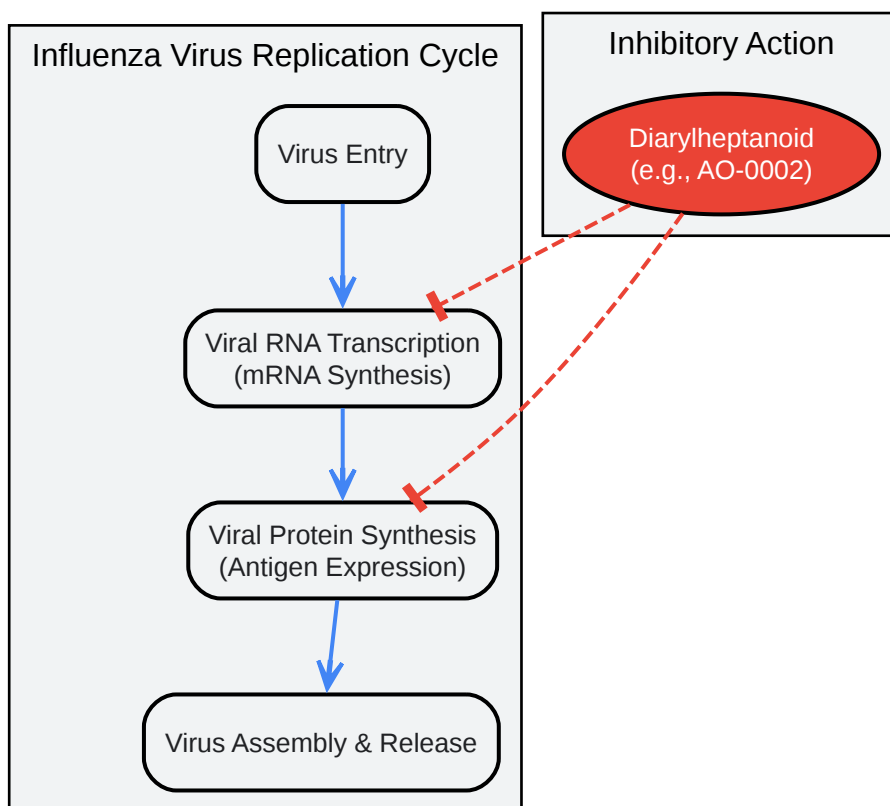 Influenza Virus Replication Cycle
Virus Entry
Viral RNA Transcription
(mRNA Synthesis)
Viral Protein Synthesis
(Antigen Expression)
Virus Assembly & Release
Inhibitory Action
Diarylheptanoid
(e.g., AO-0002)